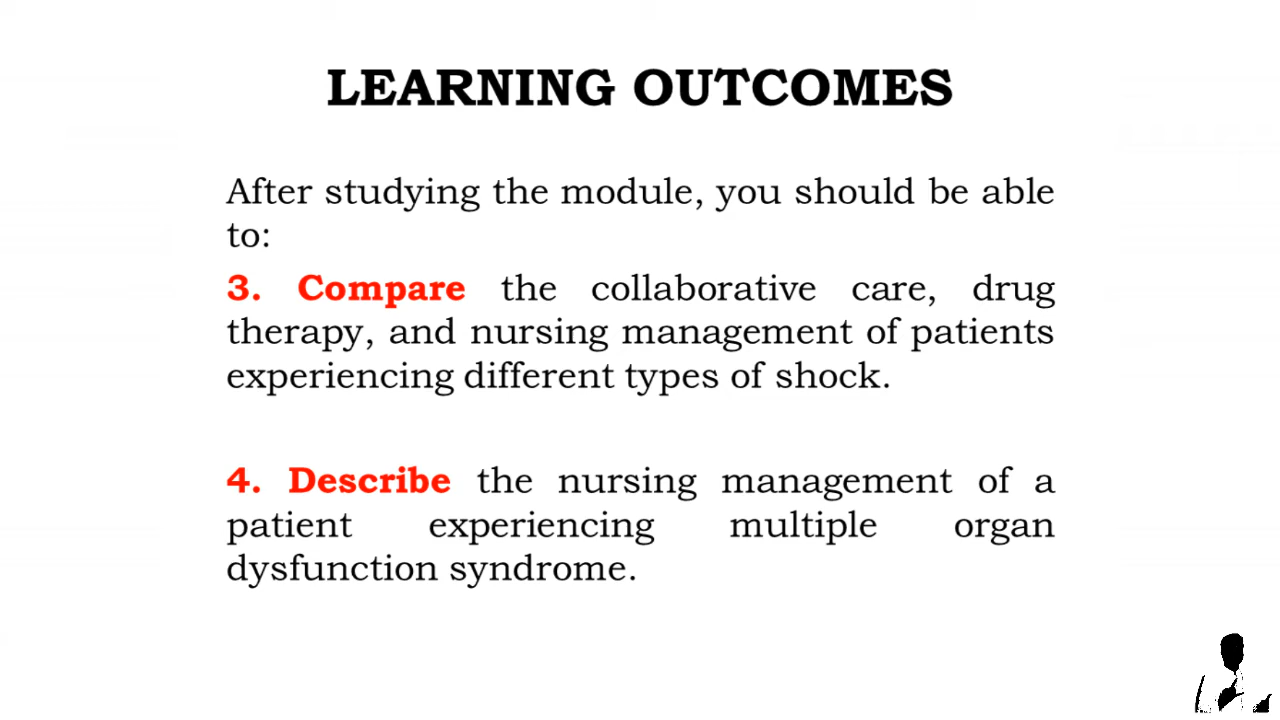 LEARNING OUTCOMES
After studying the module, you should be able
to:
3. Compare the collaborative care, drug
therapy, and nursing management of patients
experiencing different types of shock.
4. Describe the nursing management of a
patient experiencing multiple organ
dysfunction syndrome.